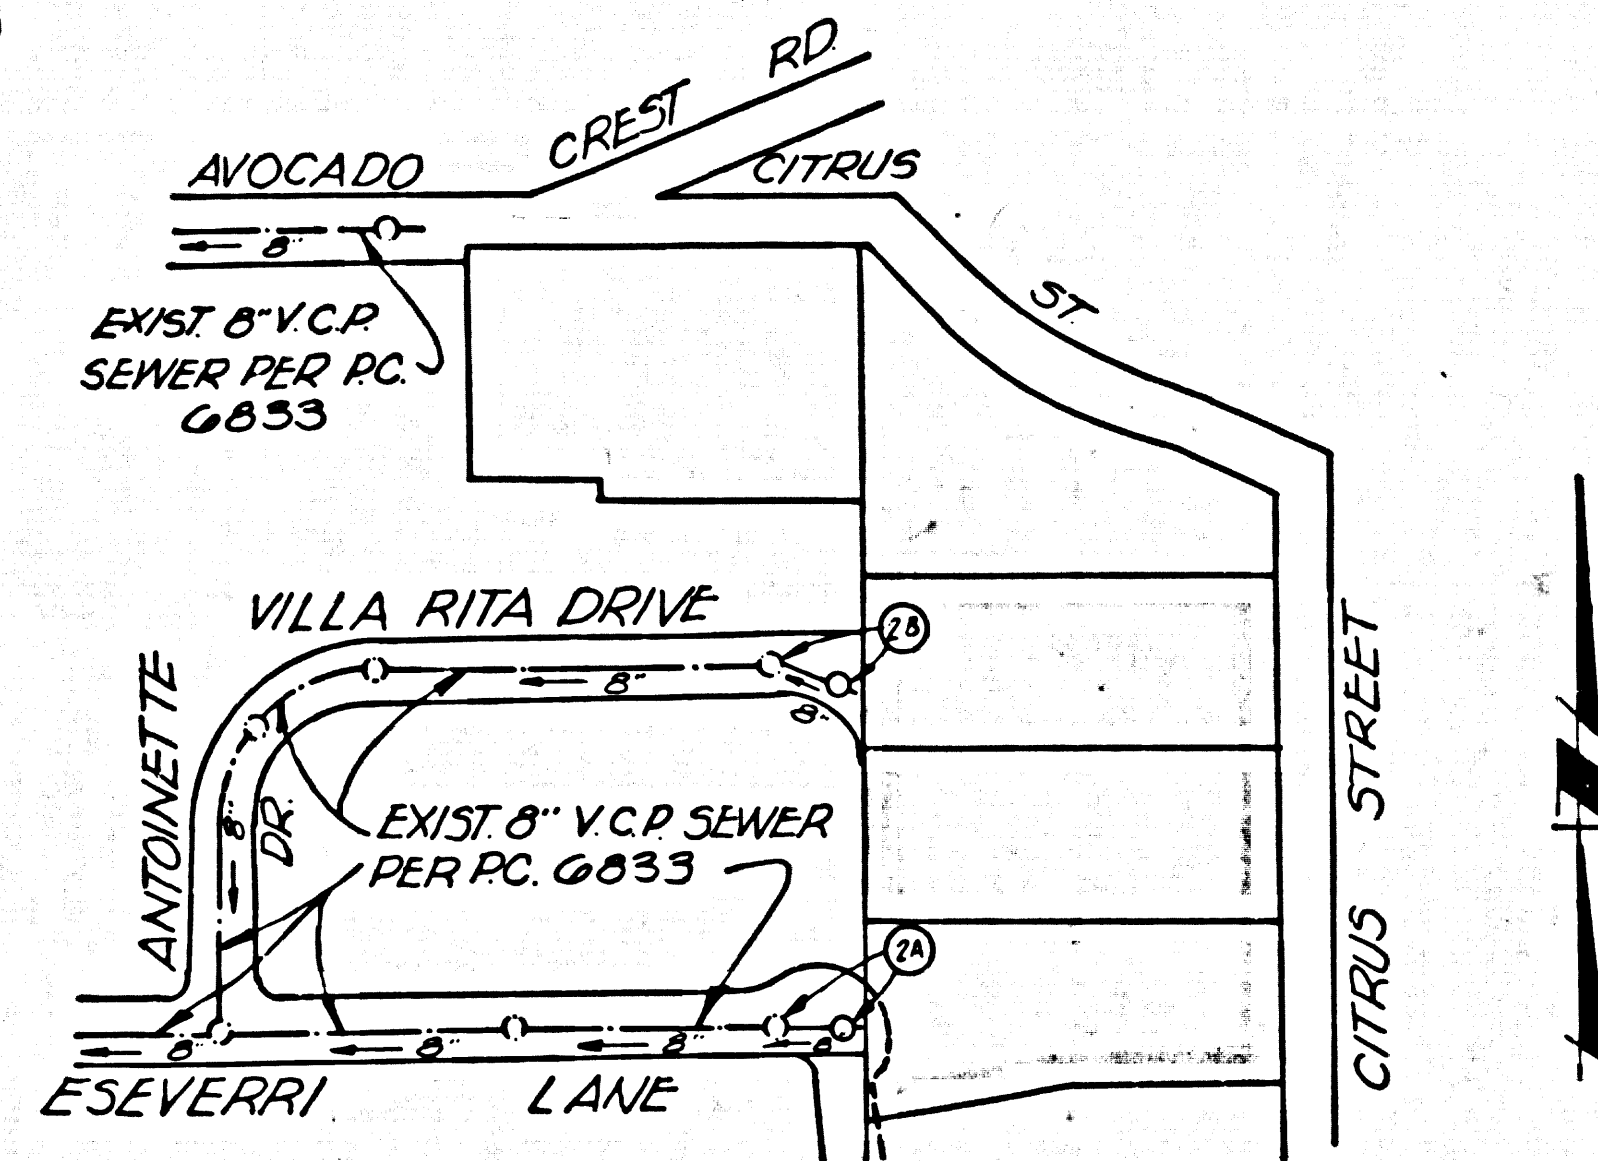 CREST RD.
AVOCADO
CITRUS ST.
8"
EXIST. 8" V.C.P.
SEWER PER P.C.
6833
VILLA RITA DRIVE
2B
8"
8"
ANTOINETTE DR.
8"
EXIST. 8" V.C.P. SEWER
PER P.C. 6833
CITRUS STREET
2A
8"
8"
8"
8
ESEVERRI LANE